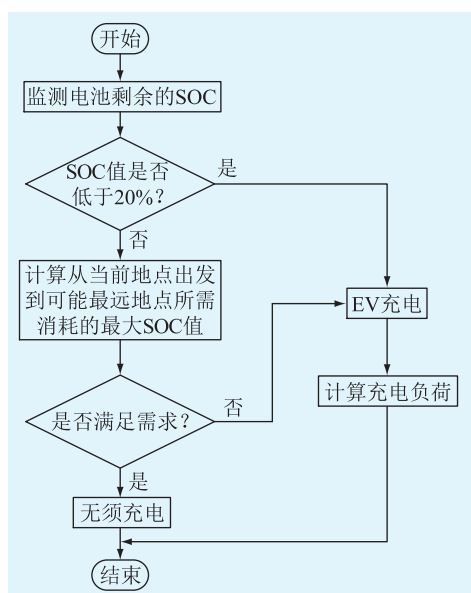 开始
监测电池剩余的SOC
SOC值是否
低于20%？
是
否
计算从当前地点出发
到可能最远地点所需
消耗的最大SOC值
EV充电
计算充电负荷
是否满足需求？
否
是
无须充电
结束